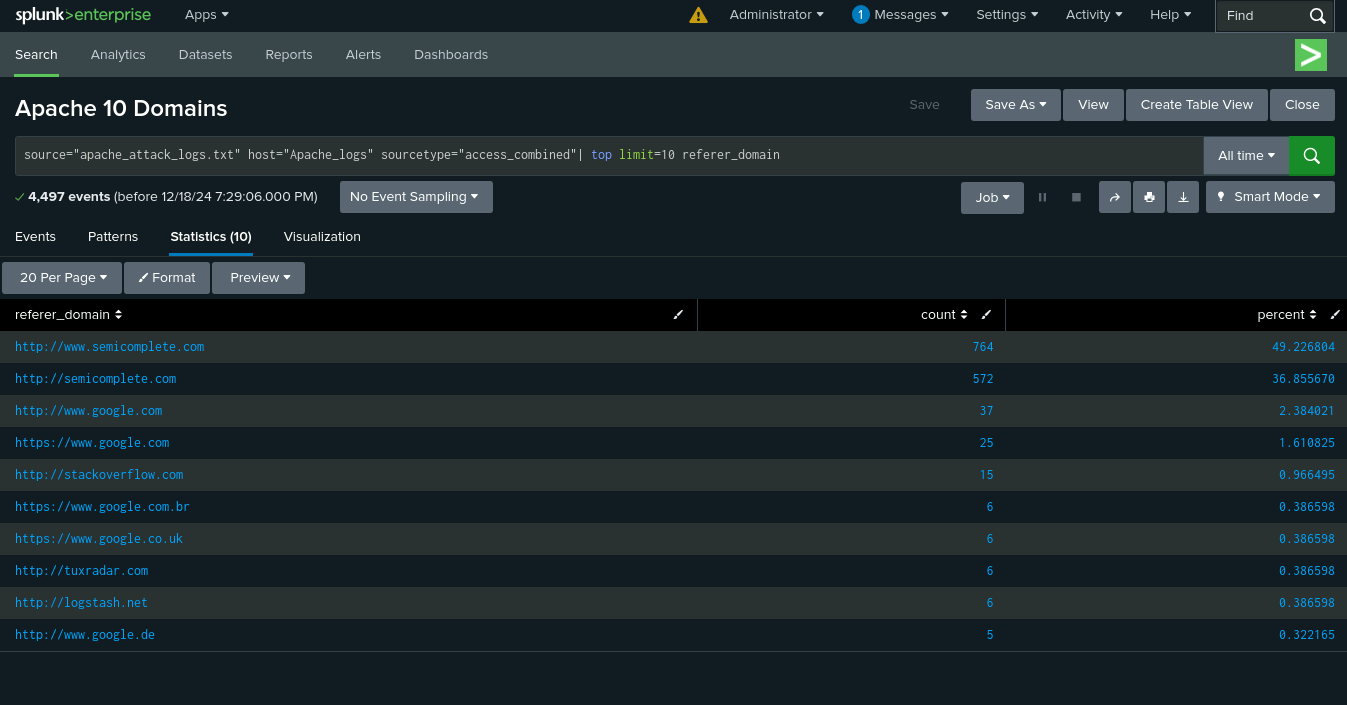 splunk>enterprise Apps Administrator 1 Messages Settings Activity Help Find
Search Analytics Datasets Reports Alerts Dashboards
Apache 10 Domains Save Save As View Create Table View Close
source="apache_attack_logs.txt" host="Apache_logs" sourcetype="access_combined"| top limit=10 referer_domain All time
4,497 events (before 12/18/24 7:29:06.000 PM) No Event Sampling Job Smart Mode
Events Patterns Statistics (10) Visualization
20 Per Page Format Preview
referer_domain count percent
http://www.semicomplete.com 764 49.226804
http://semicomplete.com 572 36.855670
http://www.google.com 37 2.384021
https://www.google.com 25 1.610825
http://stackoverflow.com 15 0.966495
https://www.google.com.br 6 0.386598
https://www.google.co.uk 6 0.386598
http://tuxradar.com 6 0.386598
http://logstash.net 6 0.386598
http://www.google.de 5 0.322165